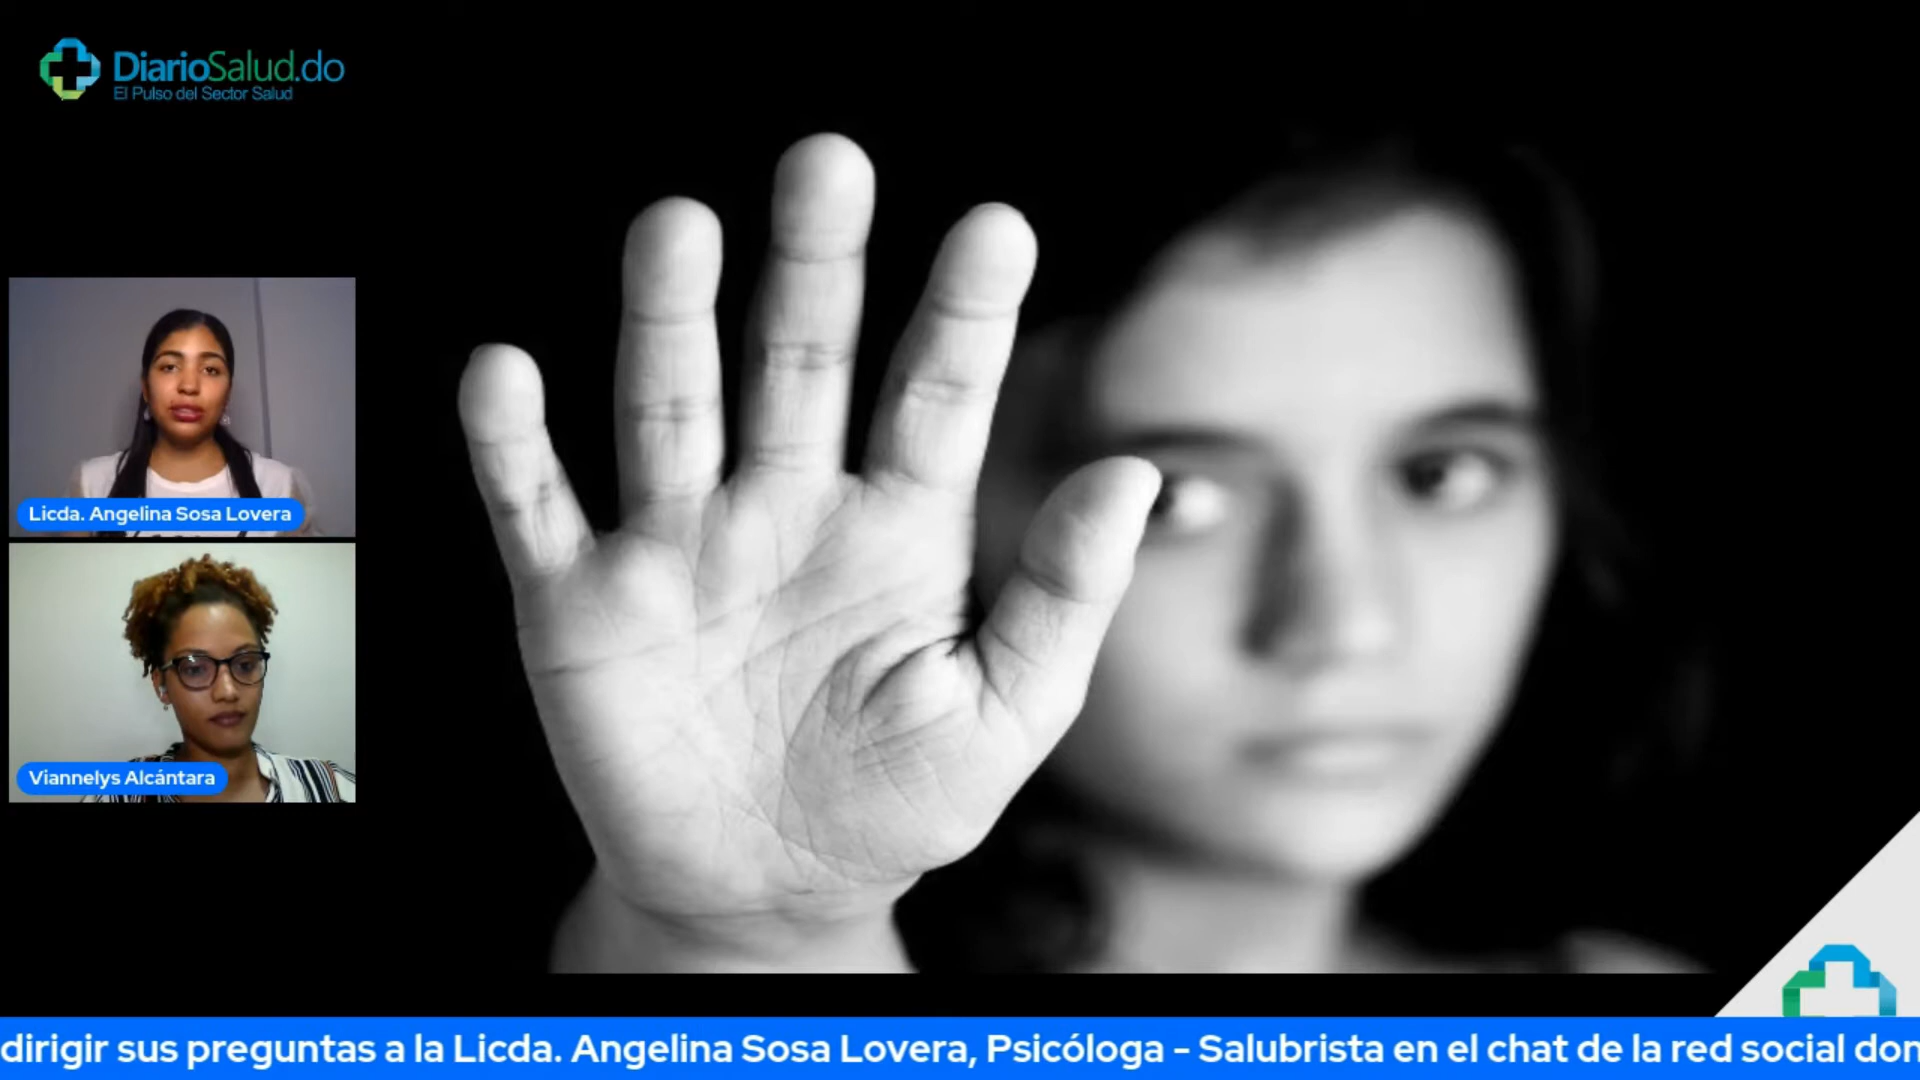 DiarioSalud.do
El Pulso del Sector Salud
Licda. Angelina Sosa Lovera
Viannelys Alcántara
dirigir sus preguntas a la Licda. Angelina Sosa Lovera, Psicóloga - Salubrista en el chat de la red social don